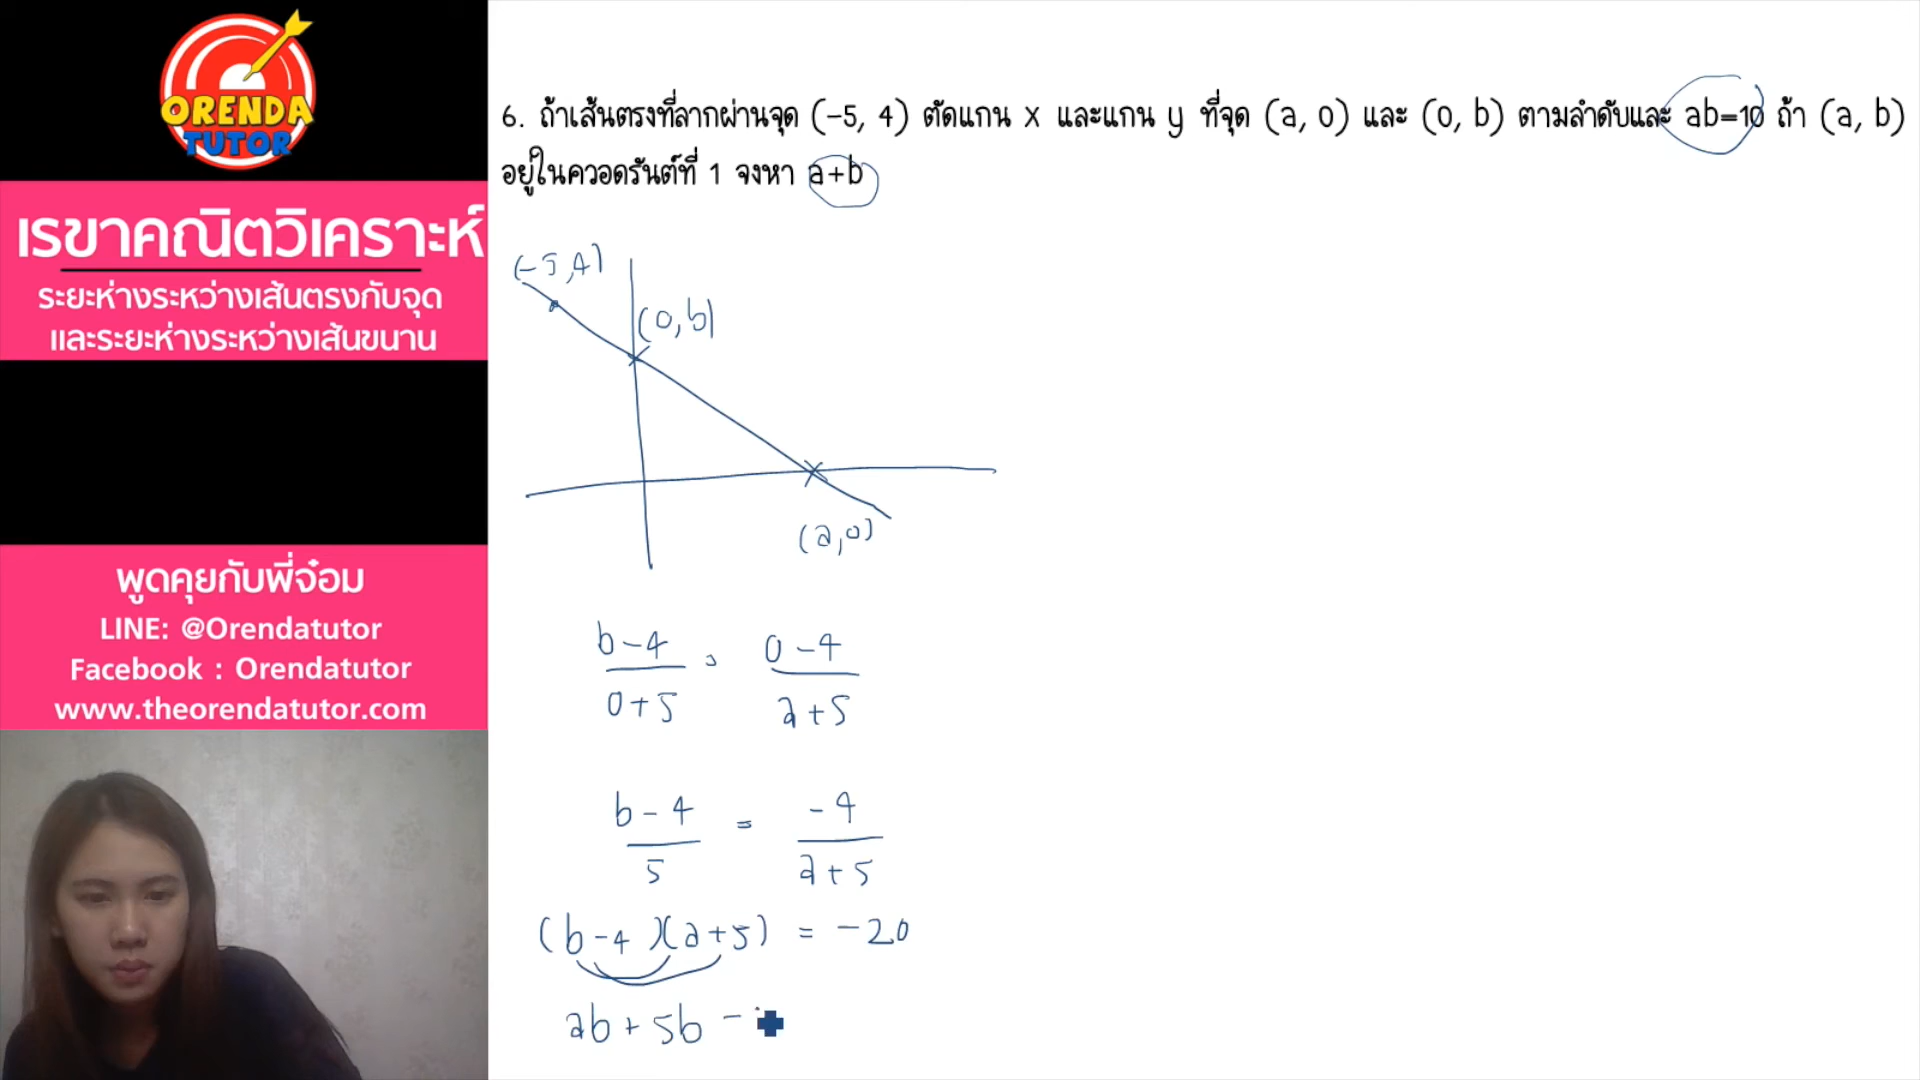 ORENDA
TUTOR
เรขาคณิตวิเคราะห์
ระยะห่างระหว่างเส้นตรงกับจุด
และระยะห่างระหว่างเส้นขนาน
พูดคุยกับพี่จ๋อม
LINE: @Orendatutor
Facebook : Orendatutor
www.theorendatutor.com
6. ถ้าเส้นตรงที่ลากผ่านจุด (-5, 4) ตัดแกน x และแกน y ที่จุด (a, 0) และ (0, b) ตามลำดับและ ab=10 ถ้า (a, b)
อยู่ในควอดรันต์ที่ 1 จงหา a+b
(-5,4)
(0,b)
(a,0)
b-4 = 0-4
0+5 a+5
b-4 = -4
5 a+5
(b-4)(a+5) = -20
ab+5b-